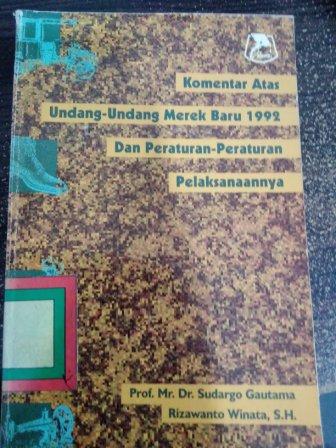 Komentar Atas
Undang-Undang Merek Baru 1992
Dan Peraturan-Peraturan
Pelaksanaannya
Prof. Mr. Dr. Sudargo Gautama
Rizawanto Winata, S.H.